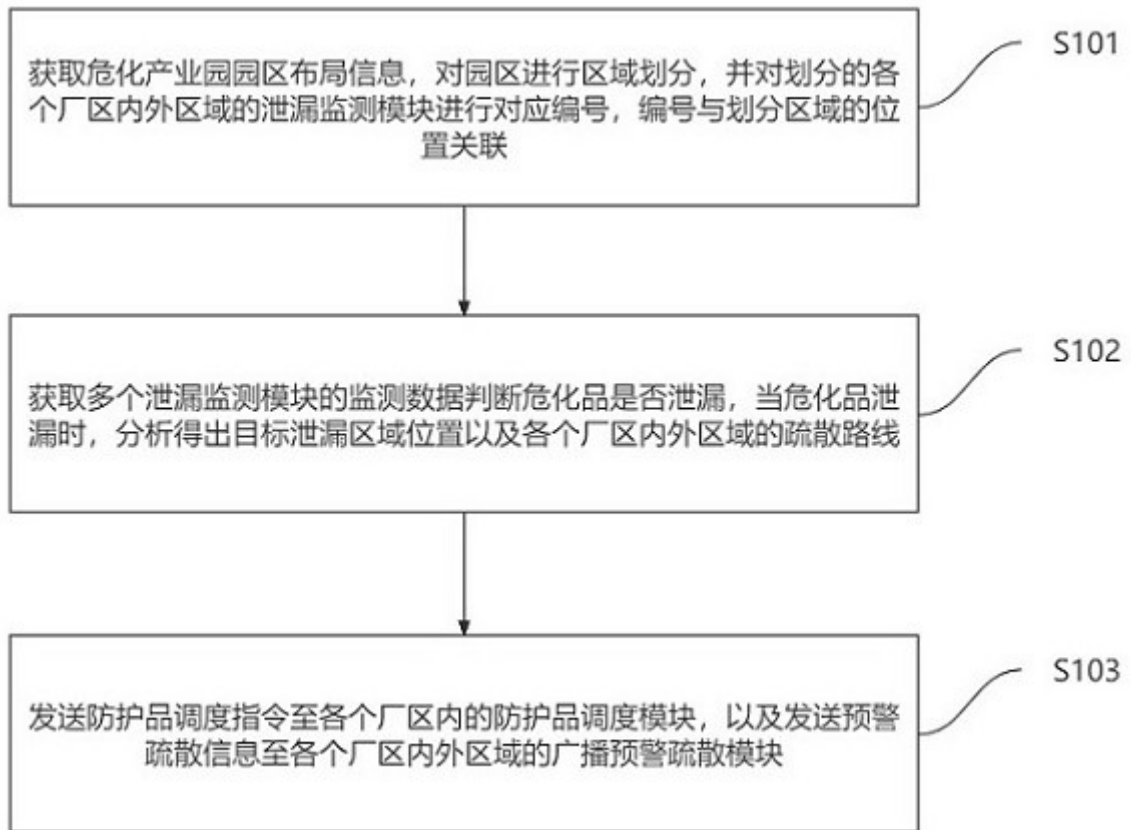 获取危化产业园园区布局信息，对园区进行区域划分，并对划分的各
个厂区内外区域的泄漏监测模块进行对应编号，编号与划分区域的位
置关联
S101
获取多个泄漏监测模块的监测数据判断危化品是否泄漏，当危化品泄
漏时，分析得出目标泄漏区域位置以及各个厂区内外区域的疏散路线
S102
发送防护品调度指令至各个厂区内的防护品调度模块，以及发送预警
疏散信息至各个厂区内外区域的广播预警疏散模块
S103